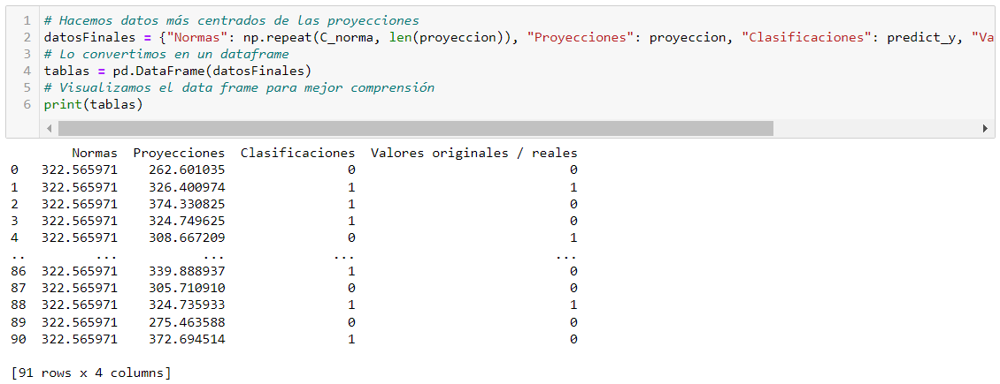 1 # Hacemos datos más centrados de las proyecciones
2 datosFinales = {"Normas": np.repeat(C_norma, len(proyeccion)), "Proyecciones": proyeccion, "Clasificaciones": predict_y, "Va
3 # Lo convertimos en un dataframe
4 tablas = pd.DataFrame(datosFinales)
5 # Visualizamos el data frame para mejor comprensión
6 print(tablas)
Normas Proyecciones Clasificaciones Valores originales / reales
0 322.565971 262.601035 0 0
1 322.565971 326.400974 1 1
2 322.565971 374.330825 1 0
3 322.565971 324.749625 1 0
4 322.565971 308.667209 0 1
.. ... ... ... ...
86 322.565971 339.888937 1 0
87 322.565971 305.710910 0 0
88 322.565971 324.735933 1 1
89 322.565971 275.463588 0 0
90 322.565971 372.694514 1 0
[91 rows x 4 columns]